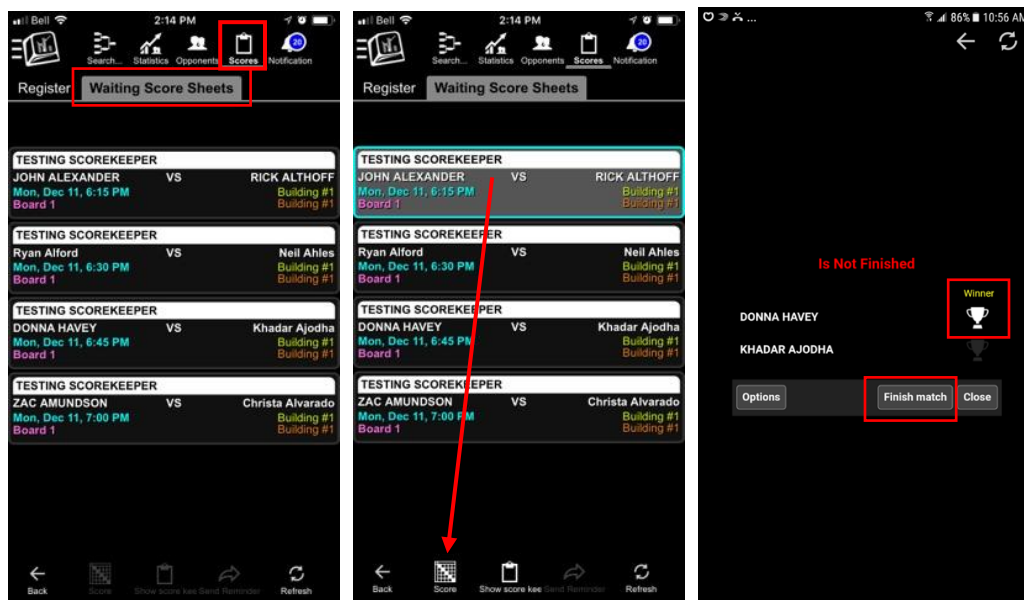 Bell 2:14 PM
Search... Statistics Opponents Scores Notification
20
Register Waiting Score Sheets
TESTING SCOREKEEPER
JOHN ALEXANDER VS RICK ALTHOFF
Mon, Dec 11, 6:15 PM Building #1
Board 1 Building #1
TESTING SCOREKEEPER
Ryan Alford VS Neil Ahles
Mon, Dec 11, 6:30 PM Building #1
Board 1 Building #1
TESTING SCOREKEEPER
DONNA HAVEY VS Khadar Ajodha
Mon, Dec 11, 6:45 PM Building #1
Board 1 Building #1
TESTING SCOREKEEPER
ZAC AMUNDSON VS Christa Alvarado
Mon, Dec 11, 7:00 PM Building #1
Board 1 Building #1
Back Score Show score kee Send Reminder Refresh
Bell 2:14 PM
20
Search... Statistics Opponents Scores Notification
Register Waiting Score Sheets
TESTING SCOREKEEPER
JOHN ALEXANDER VS RICK ALTHOFF
Mon, Dec 11, 6:15 PM Building #1
Board 1 Building #1
TESTING SCOREKEEPER
Ryan Alford VS Neil Ahles
Mon, Dec 11, 6:30 PM Building #1
Board 1 Building #1
TESTING SCOREKEEPER
DONNA HAVEY VS Khadar Ajodha
Mon, Dec 11, 6:45 PM Building #1
Board 1 Building #1
TESTING SCOREKEEPER
ZAC AMUNDSON VS Christa Alvarado
Mon, Dec 11, 7:00 PM Building #1
Board 1 Building #1
Back Score Show score kee Send Reminder Refresh
... 86% 10:56 AM
Is Not Finished
Winner
DONNA HAVEY
KHADAR AJODHA
Options Finish match Close